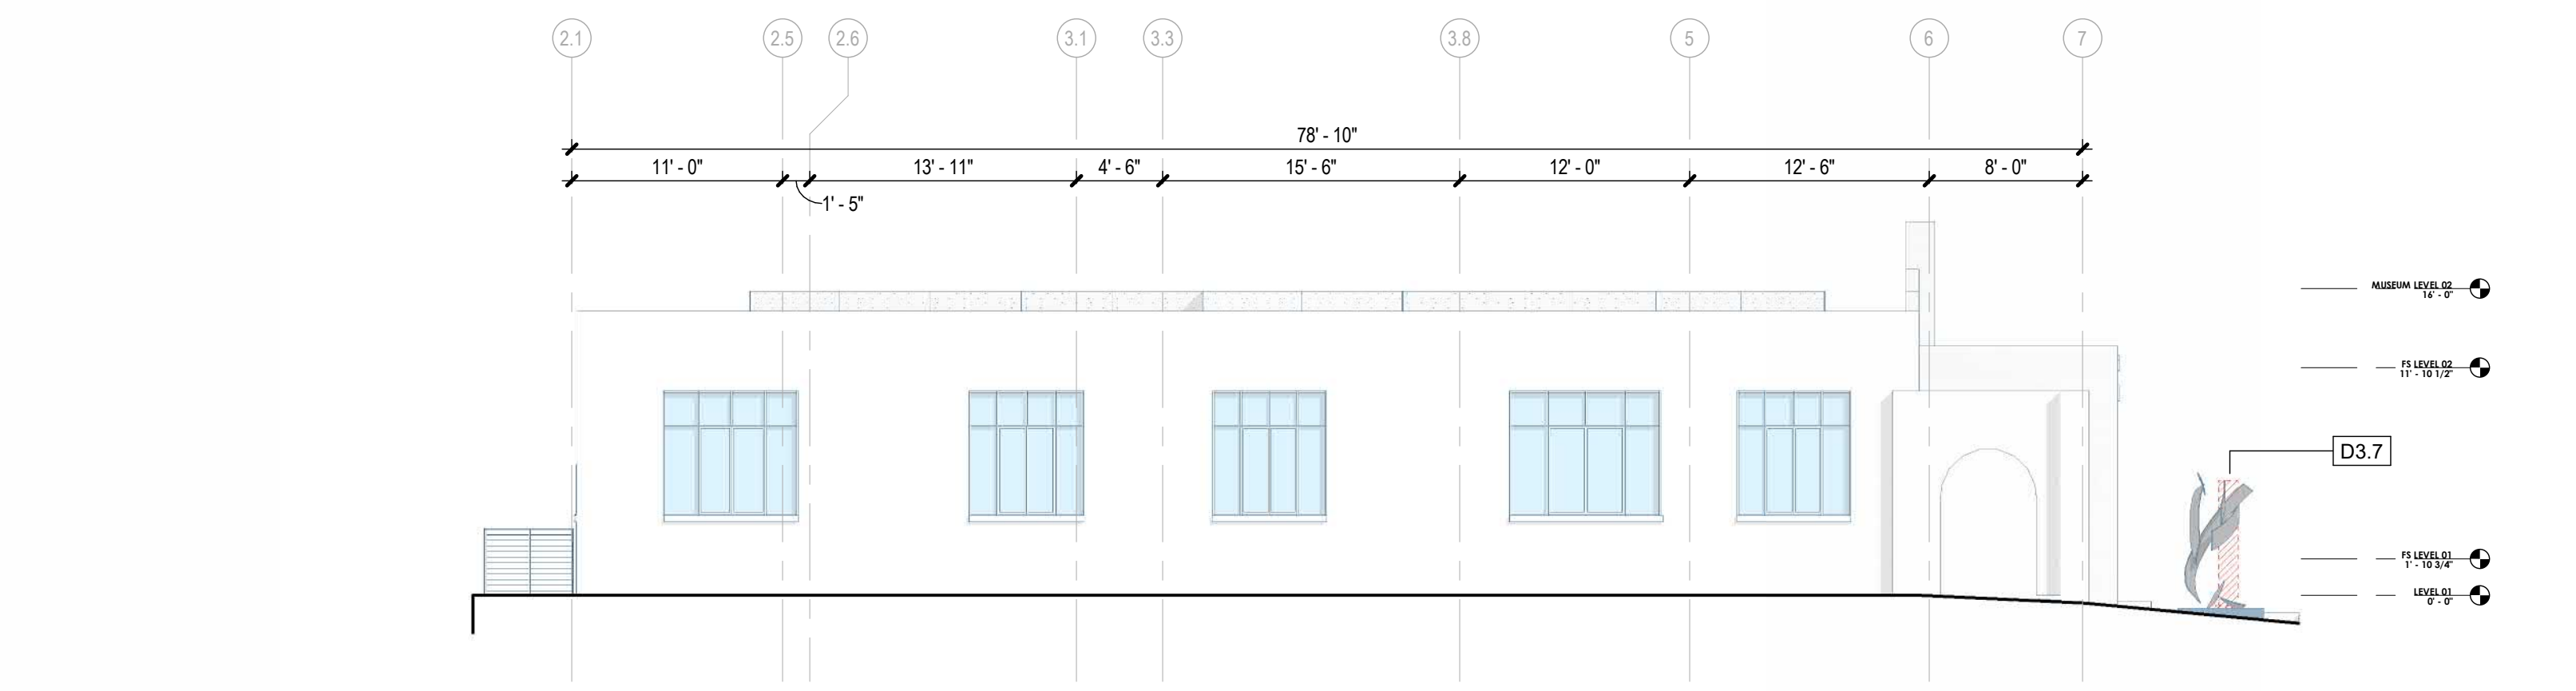 2.1 2.5 2.6 3.1 3.3 3.8 5 6 7
78' - 10"
11' - 0" 13' - 11" 4' - 6" 15' - 6" 12' - 0" 12' - 6" 8' - 0"
1' - 5"
MUSEUM LEVEL 02
16' - 0"
FS LEVEL 02
11' - 10 1/2"
D3.7
FS LEVEL 01
1' - 10 3/4"
LEVEL 01
0' - 0"